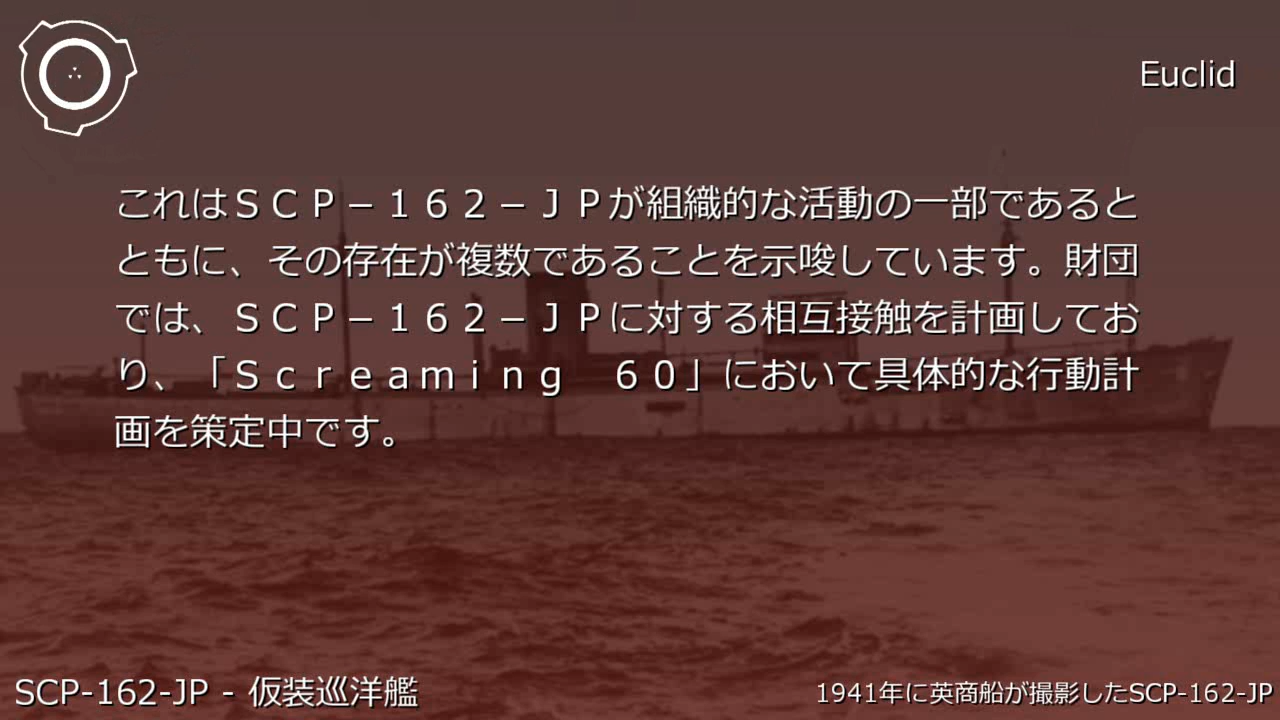 Euclid
これはＳＣＰ－１６２－ＪＰが組織的な活動の一部であると
ともに、その存在が複数であることを示唆しています。財団
では、ＳＣＰ－１６２－ＪＰに対する相互接触を計画してお
り、「Ｓｃｒｅａｍｉｎｇ　６０」において具体的な行動計
画を策定中です。
SCP-162-JP - 仮装巡洋艦
1941年に英商船が撮影したSCP-162-JP